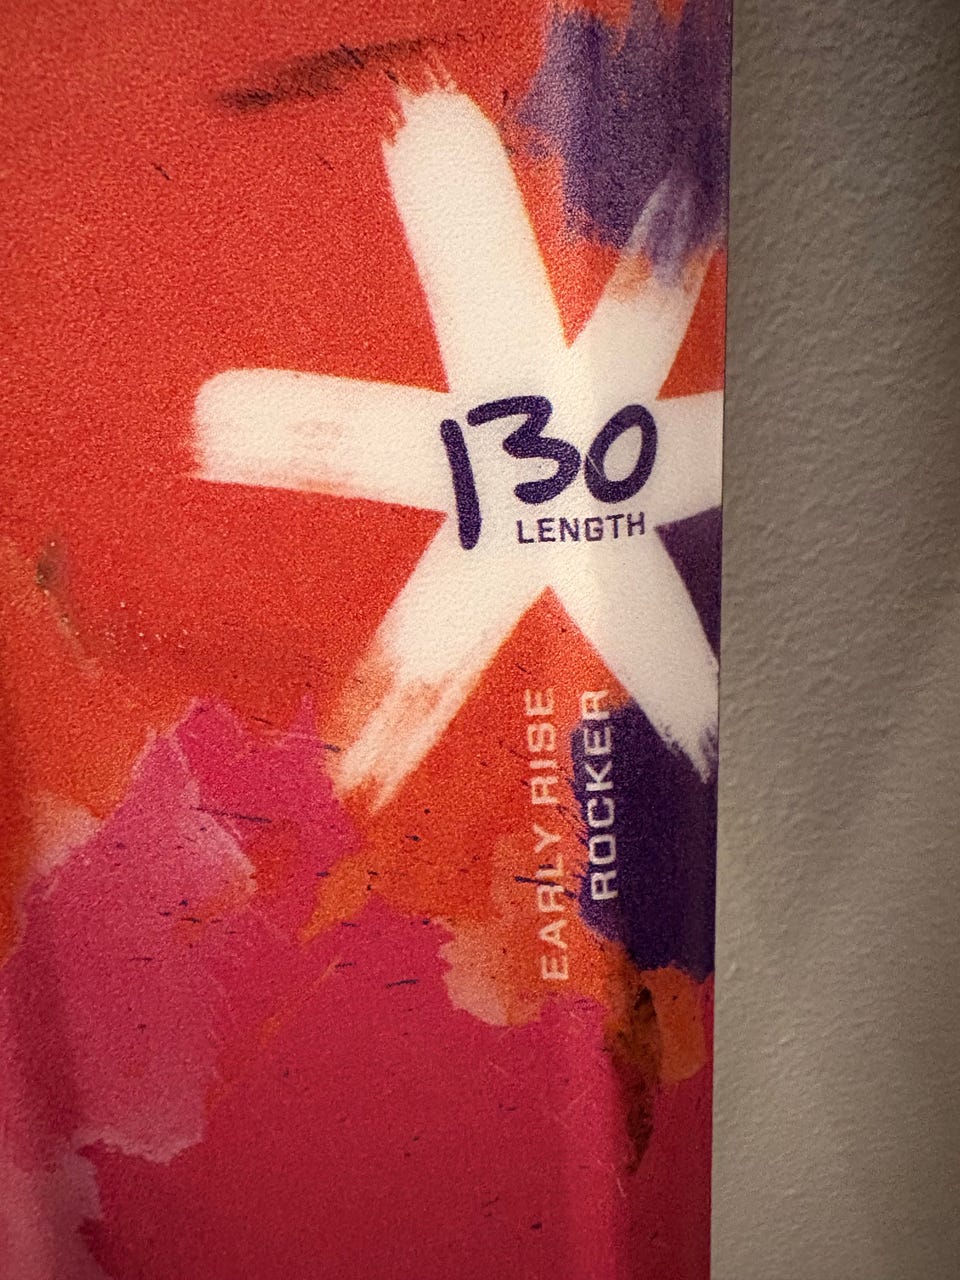 130
LENGTH
EARLY RISE
ROCKER